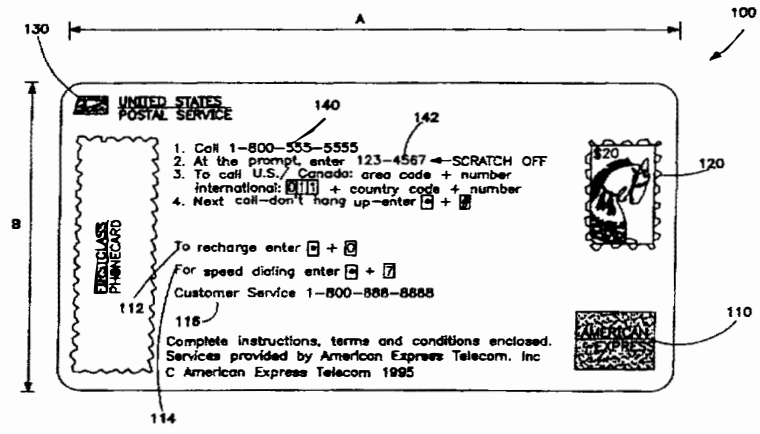 A
100
130
UNITED STATES
POSTAL SERVICE
140
142
1. Call 1-800-555-5555
2. At the prompt, enter 123-4567 ←SCRATCH OFF
3. To call U.S./ Canada: area code + number
international: 011 + country code + number
4. Next call-don't hang up-enter * + #
$20
120
B
FIRSTCLASS
PHONECARD
To recharge enter * + 0
For speed dialing enter * + 7
112
Customer Service 1-800-888-8888
116
110
AMERICAN
EXPRESS
Complete instructions, terms and conditions enclosed.
Services provided by American Express Telecom. Inc
C American Express Telecom 1995
114